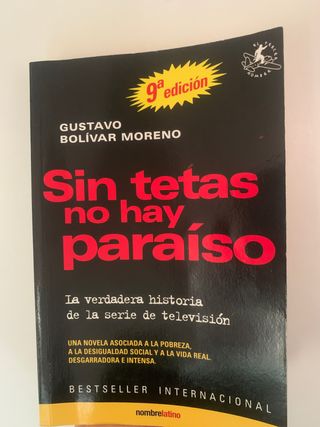 9ª edición
GUSTAVO
BOLÍVAR MORENO
Sin tetas
no hay
paraíso
La verdadera historia
de la serie de televisión
UNA NOVELA ASOCIADA A LA POBREZA,
A LA DESIGUALDAD SOCIAL Y A LA VIDA REAL.
DESGARRADORA E INTENSA.
BESTSELLER INTERNACIONAL
nombrelatino